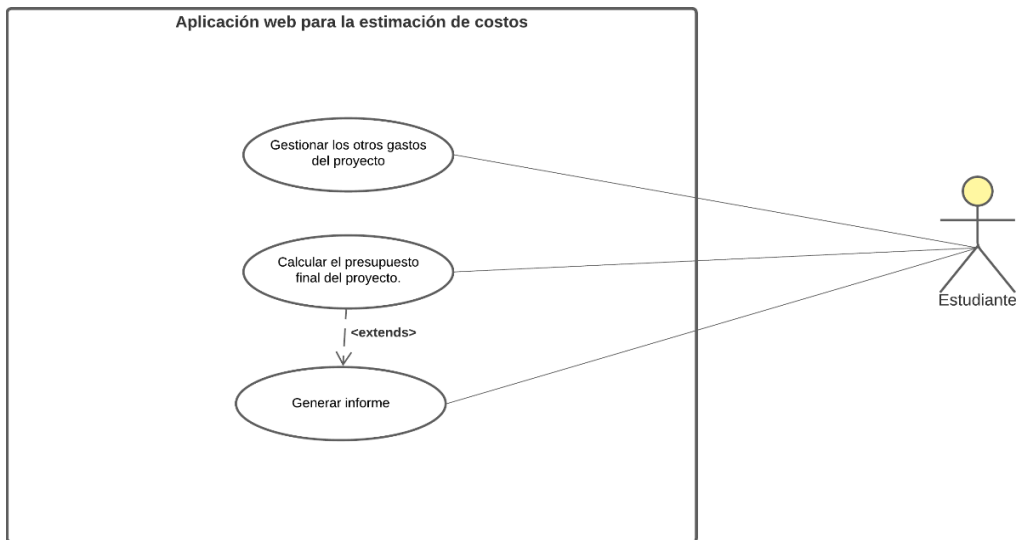 Aplicación web para la estimación de costos
Gestionar los otros gastos
del proyecto
Calcular el presupuesto
final del proyecto.
<extends>
Generar informe
Estudiante